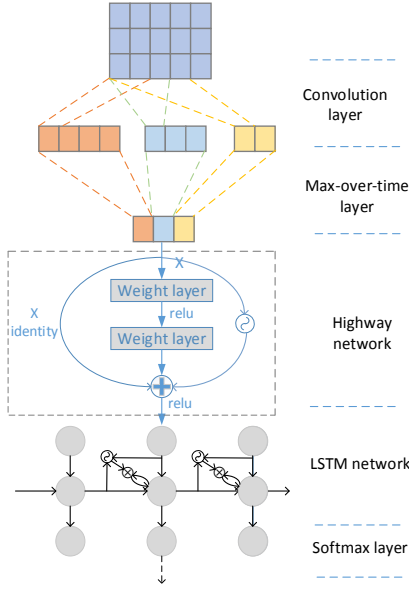 Convolution
layer
Max-over-time
layer
X
Weight layer
relu
Weight layer
X
identity
relu
Highway
network
LSTM network
Softmax layer